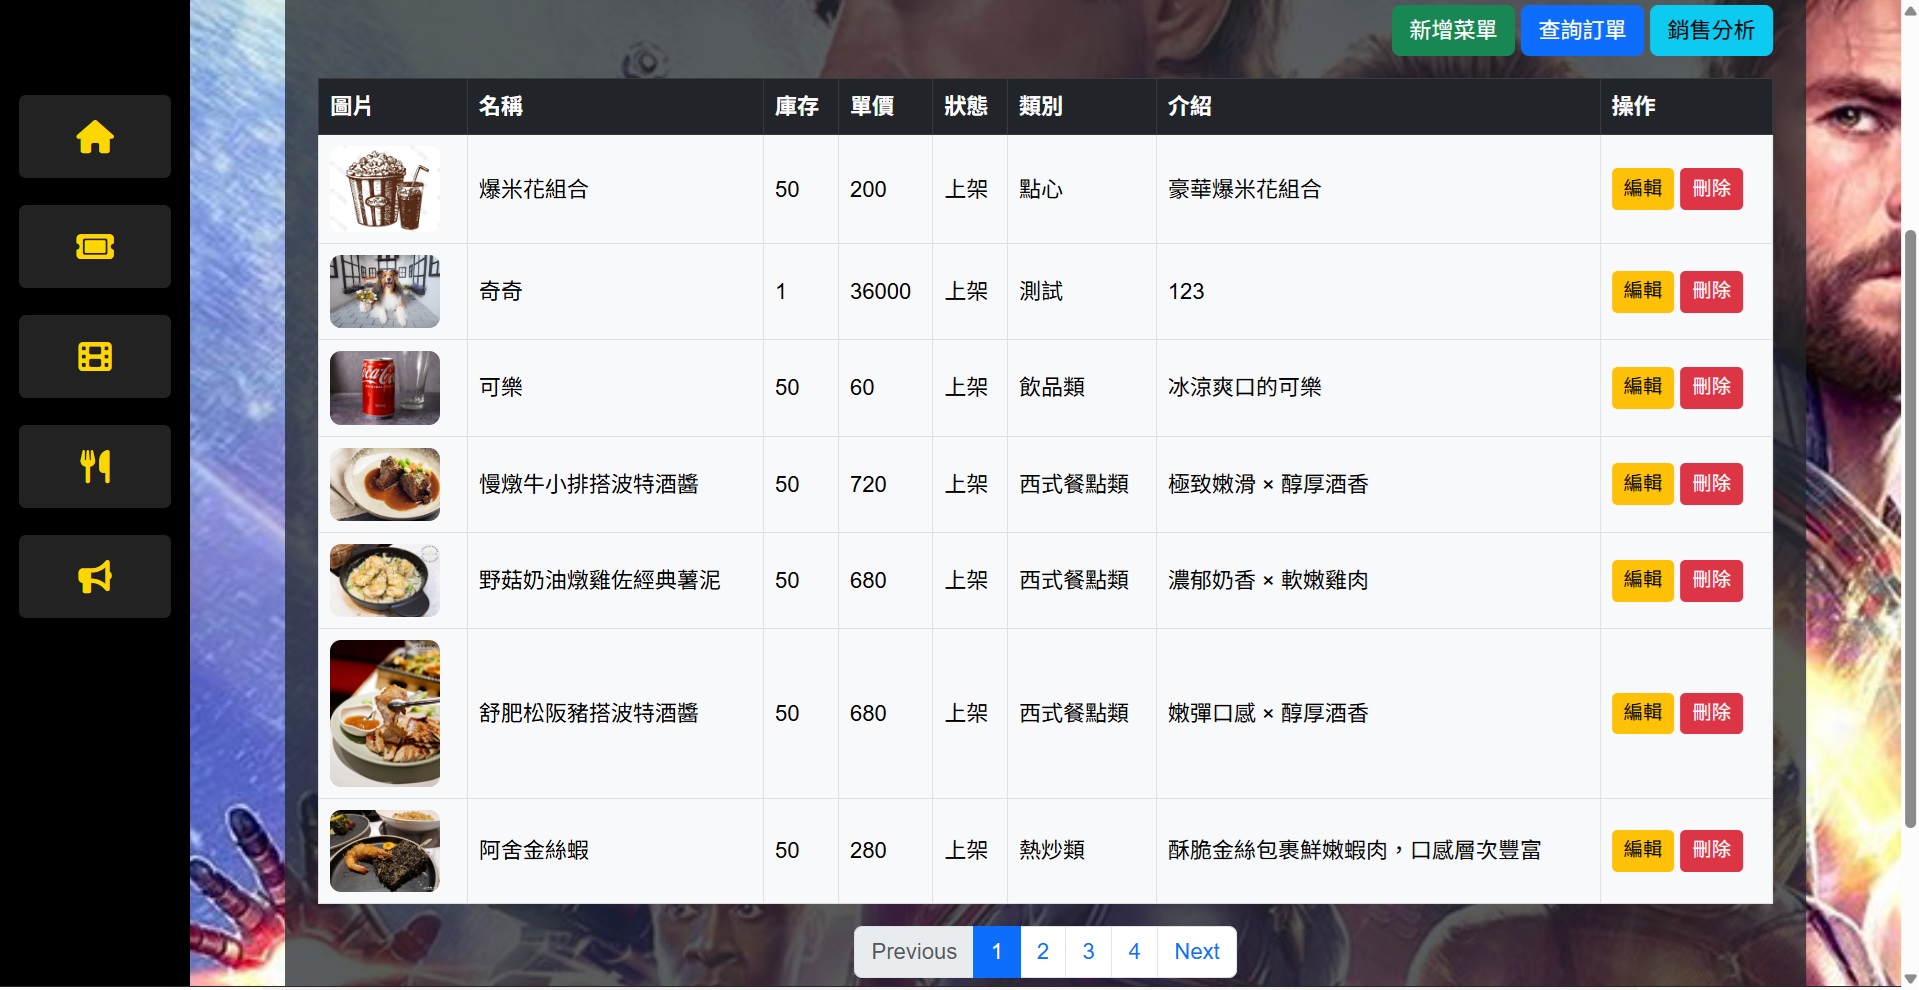 新增菜單 查詢訂單 銷售分析
圖片 名稱 庫存 單價 狀態 類別 介紹 操作
爆米花組合 50 200 上架 點心 豪華爆米花組合 編輯 刪除
奇奇 1 36000 上架 測試 123 編輯 刪除
可樂 50 60 上架 飲品類 冰涼爽口的可樂 編輯 刪除
慢燉牛小排搭波特酒醬 50 720 上架 西式餐點類 極致嫩滑 × 醇厚酒香 編輯 刪除
野菇奶油燉雞佐經典薯泥 50 680 上架 西式餐點類 濃郁奶香 × 軟嫩雞肉 編輯 刪除
舒肥松阪豬搭波特酒醬 50 680 上架 西式餐點類 嫩彈口感 × 醇厚酒香 編輯 刪除
阿舍金絲蝦 50 280 上架 熱炒類 酥脆金絲包裹鮮嫩蝦肉，口感層次豐富 編輯 刪除
Previous 1 2 3 4 Next